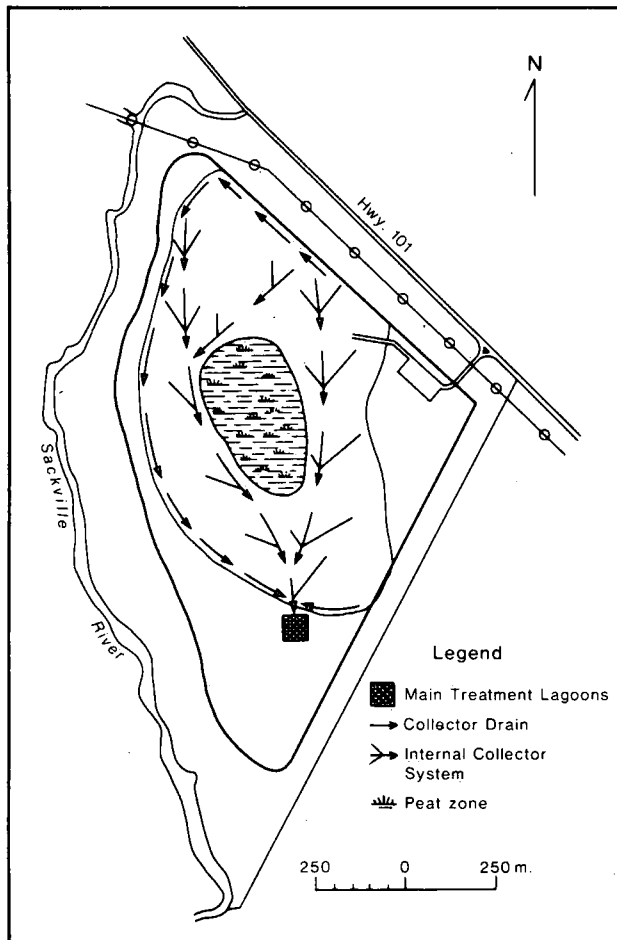 N
Hwy. 101
Sackville
River
Legend
Main Treatment Lagoons
Collector Drain
Internal Collector
System
Peat zone
250 0 250 m.